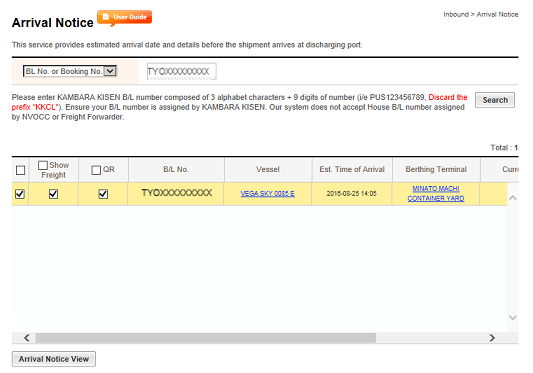 Arrival Notice User Guide
Inbound > Arrival Notice
This service provides estimated arrival date and details before the shipment arrives at discharging port.
BL No. or Booking No. TYOXXXXXXXX
Please enter KAMBARA KISEN B/L number composed of 3 alphabet characters + 9 digits of number (i/e PUS123456789, Discard the
prefix "KKCL"). Ensure your B/L number is assigned by KAMBARA KISEN. Our system does not accept House B/L number assigned
by NVOCC or Freight Forwarder.
Search
Total : 1
Show Freight QR B/L No. Vessel Est. Time of Arrival Berthing Terminal Curre
TYOXXXXXXXXX VEGA SKY 0085 E 2016-08-25 14:05 MINATO MACHI
CONTAINER YARD
Arrival Notice View